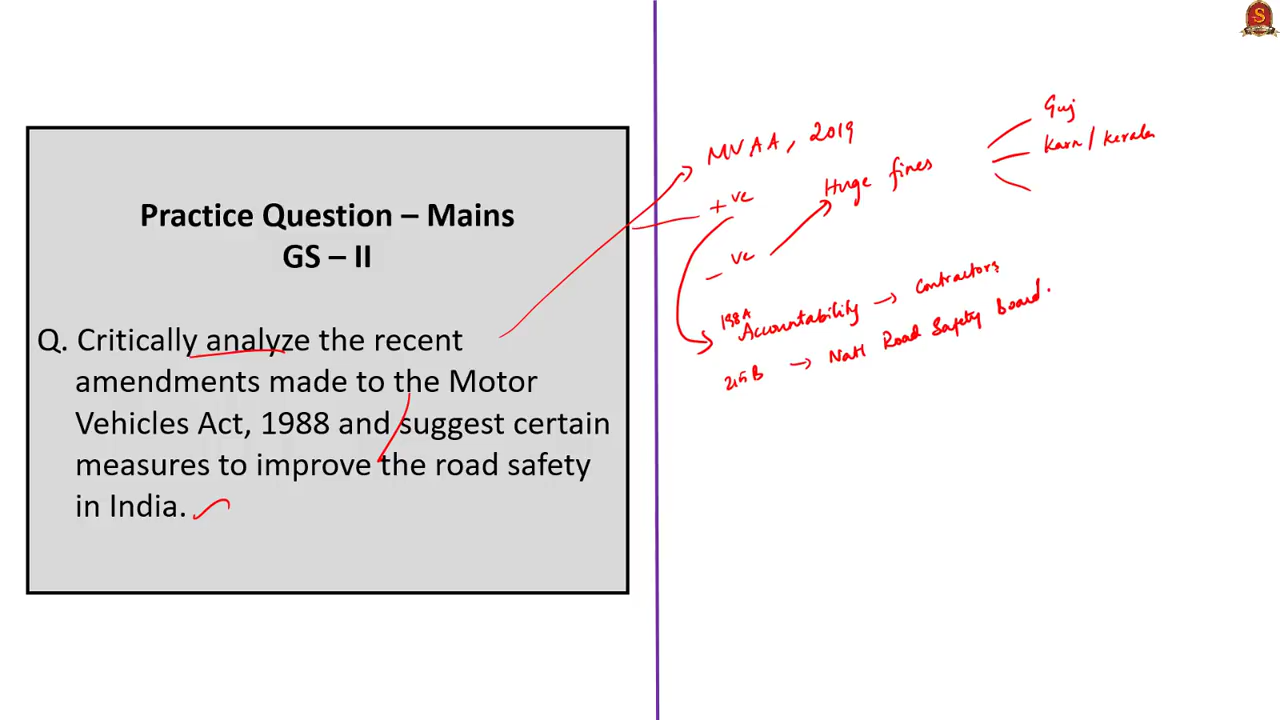 Practice Question – Mains
GS – II
Q. Critically analyze the recent
amendments made to the Motor
Vehicles Act, 1988 and suggest certain
measures to improve the road safety
in India.
MVAA, 2019
+ve
-ve
Huge fines
Guj
Karn / Kerala
198A
Accountability → Contractors
215B → Natl Road Safety Board.
S